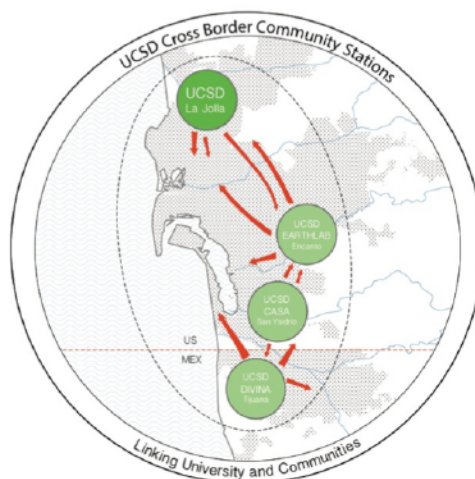 UCSD Cross Border Community Stations
UCSD
La Jolla
UCSD
EARTHLAB
Encanto
UCSD
CASA
San Ysidro
US
MEX
UCSD
DIVINA
Tijuana
Linking University and Communities